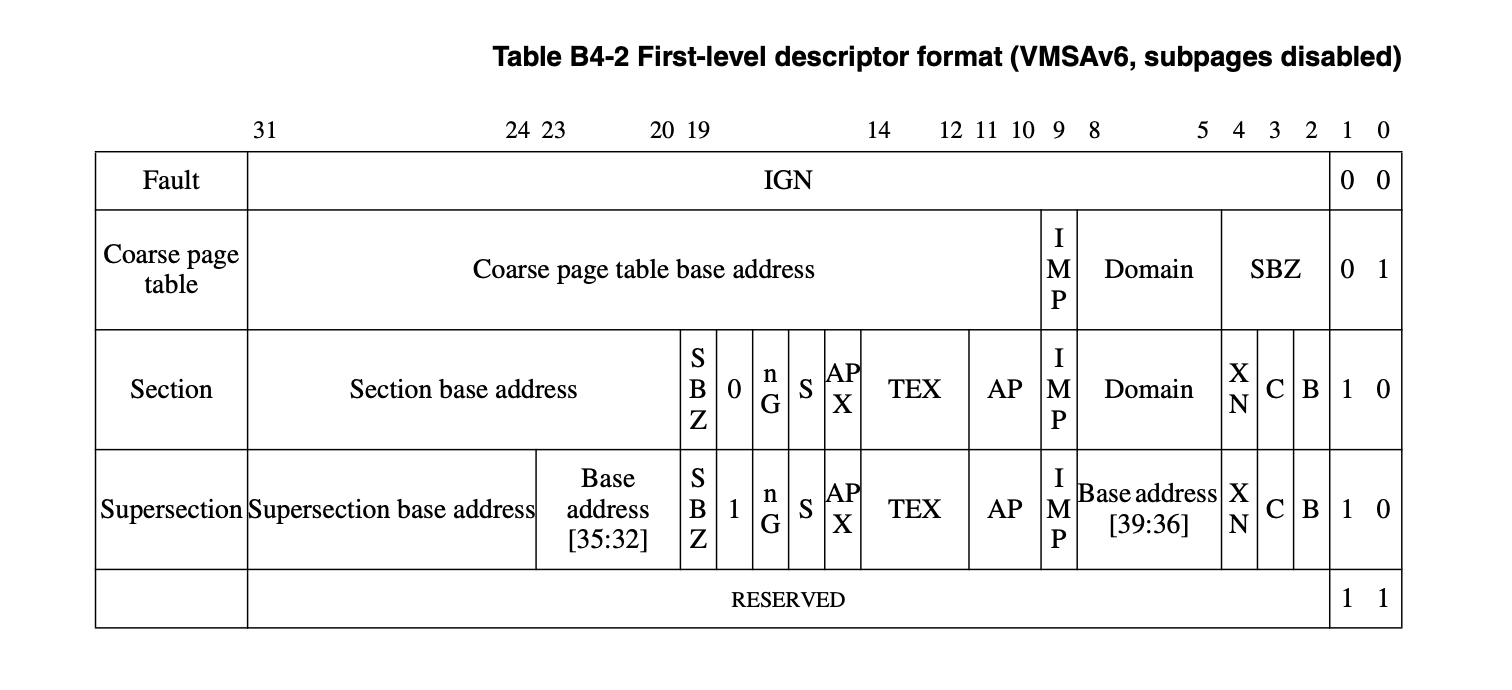 Table B4-2 First-level descriptor format (VMSAv6, subpages disabled)
31 24 23 20 19 14 12 11 10 9 8 5 4 3 2 1 0
Fault IGN 0 0
Coarse page table Coarse page table base address IMP Domain SBZ 0 1
Section Section base address SBZ 0 nG S APX TEX AP IMP Domain XN C B 1 0
Supersection Supersection base address Base address [35:32] SBZ 1 nG S APX TEX AP IMP Base address [39:36] XN C B 1 0
RESERVED 1 1